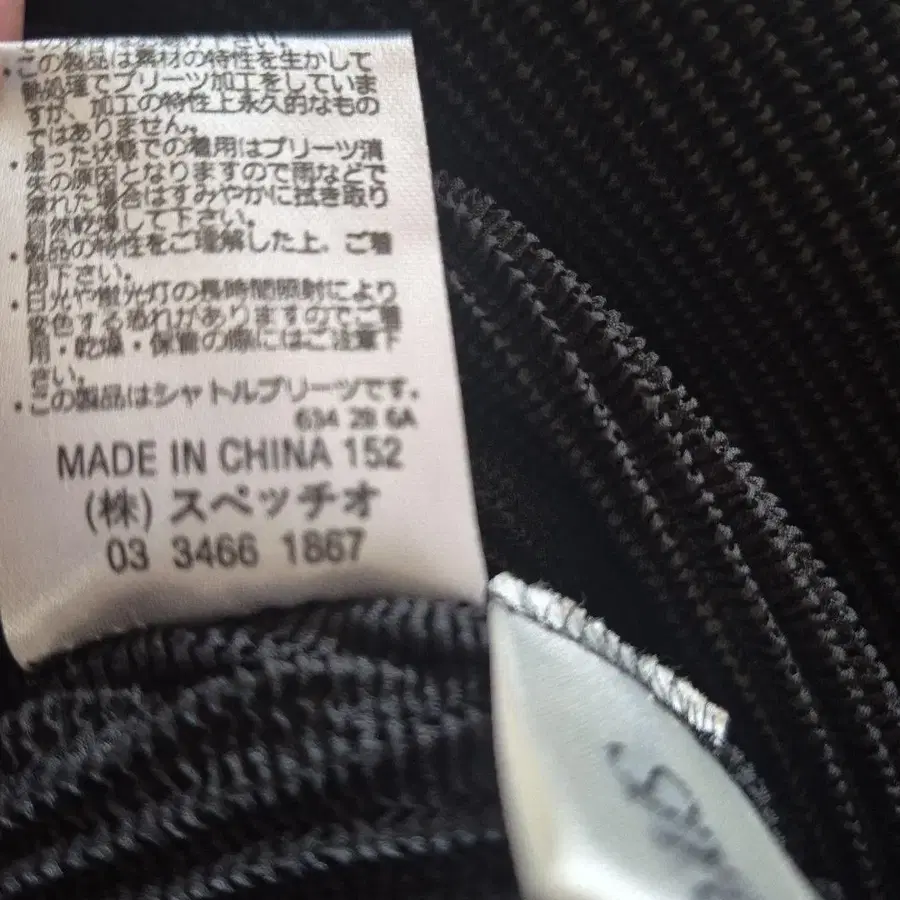 ・この製品は素材の特性を生かして
熱処理でプリーツ加工をしていま
すが、加工の特性上永久的なもの
ではありません。
・濡った状態での着用はプリーツ消
失の原因となりますので雨などで
濡れた場合はすみやかに拭き取り
自然乾燥して下さい。
・製品の特性をご理解した上、ご着
用下さい。
・日光や蛍光灯の長時間照射により
変色する恐れがありますのでご着
用・乾燥・保管の際にはご注意下
さい。
・この製品はシャトルプリーツです。
634 28 6A
MADE IN CHINA 152
(株) スペッチオ
03 3466 1867